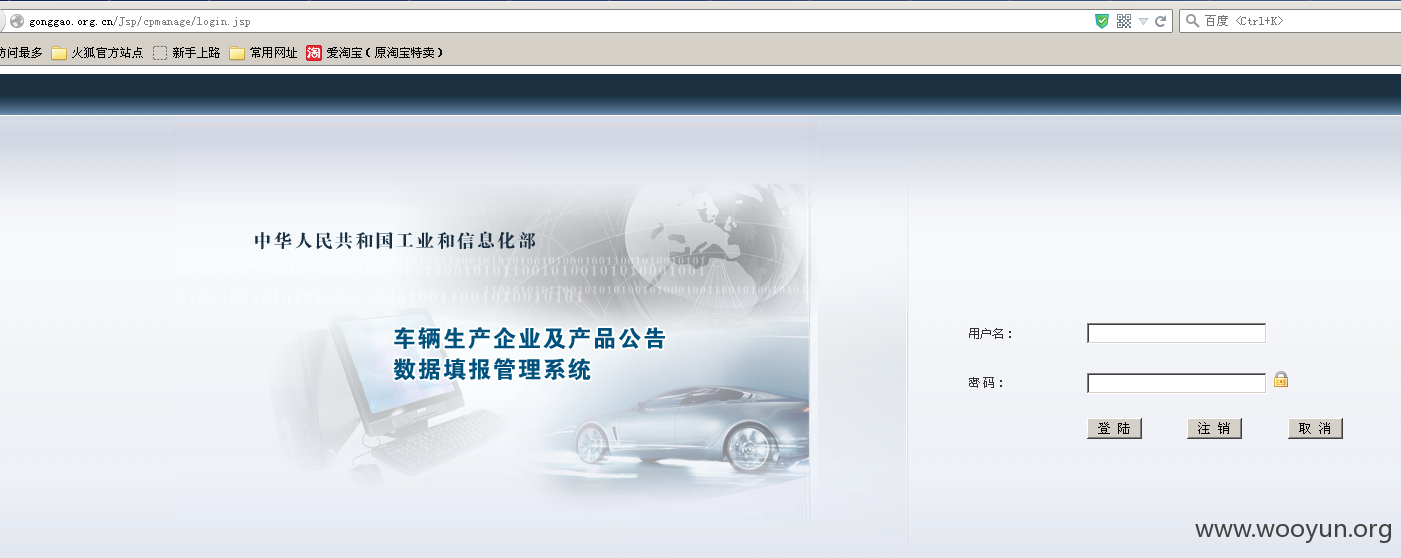 gonggao.org.cn/Jsp/cpmanage/login.jsp
百度 <Ctrl+K>
访问最多 火狐官方站点 新手上路 常用网址 淘 爱淘宝（原淘宝特卖）
中华人民共和国工业和信息化部
车辆生产企业及产品公告
数据填报管理系统
用户名：
密码：
登 陆 注 销 取 消
www.wooyun.org